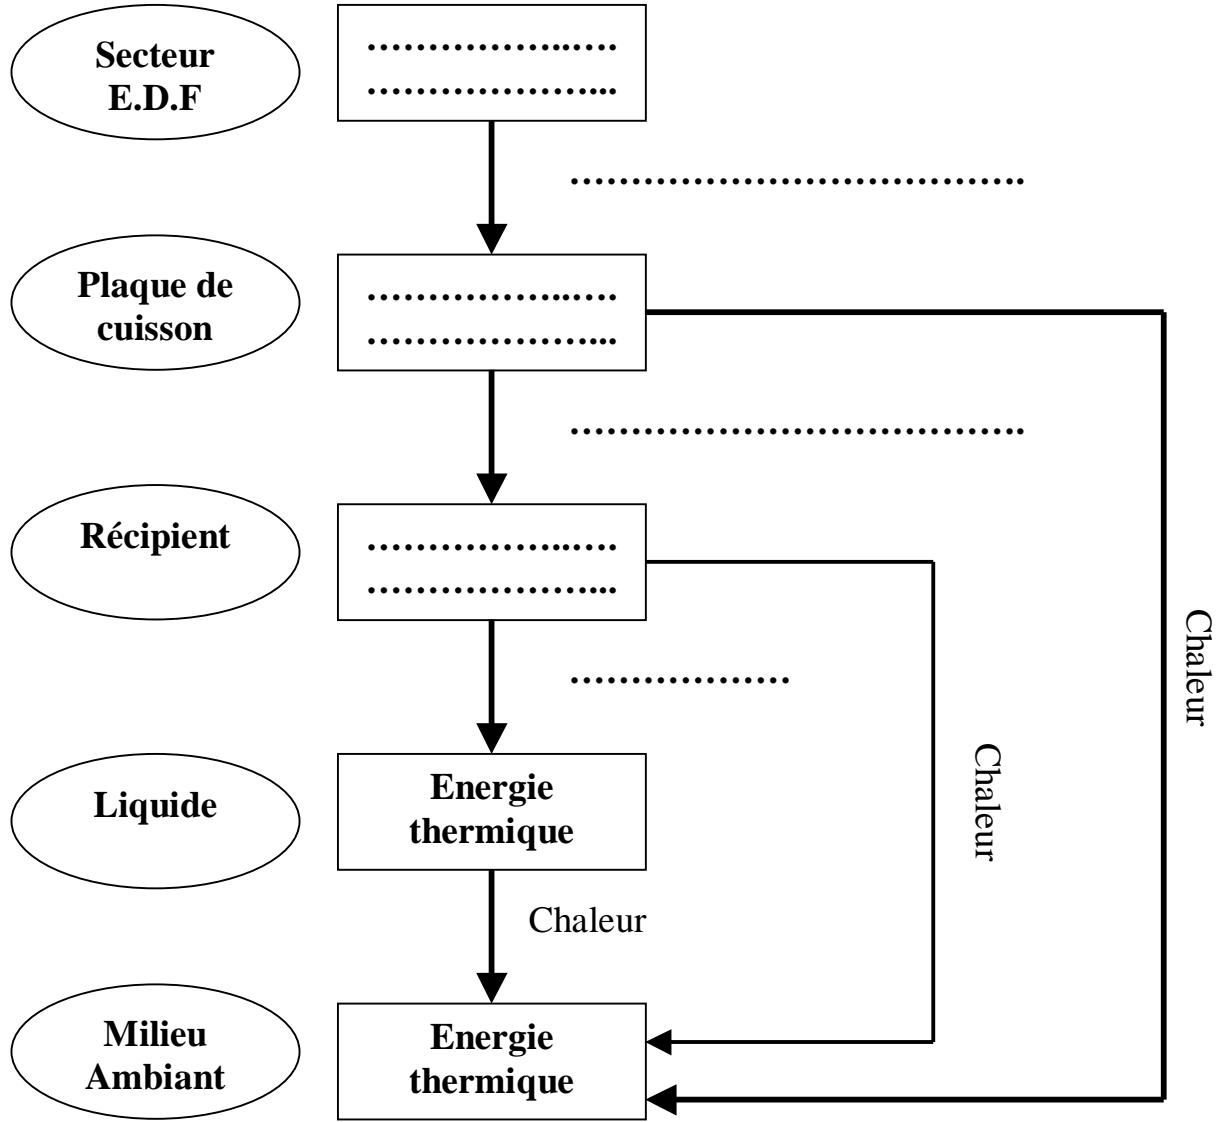 Secteur
E.D.F
....................
....................
....................................
Plaque de
cuisson
....................
....................
....................................
Récipient
....................
....................
..................
Chaleur
Liquide
Energie
thermique
Chaleur
Chaleur
Milieu
Ambiant
Energie
thermique